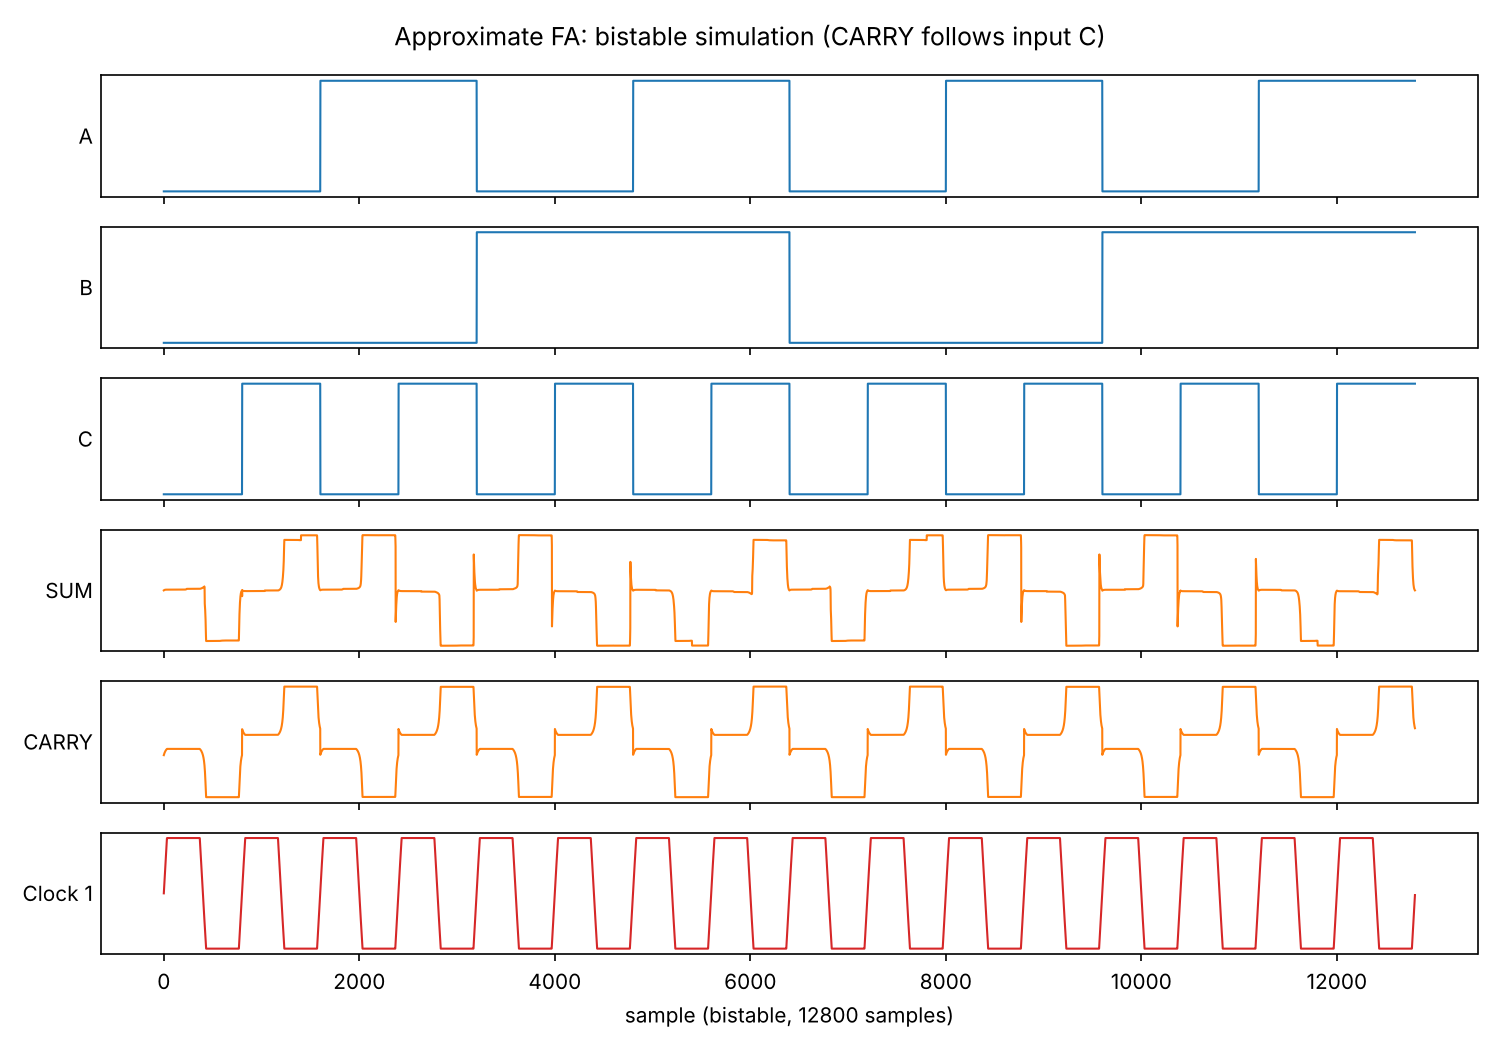 Approximate FA: bistable simulation (CARRY follows input C)
A
B
C
SUM
CARRY
Clock 1
0 2000 4000 6000 8000 10000 12000
sample (bistable, 12800 samples)